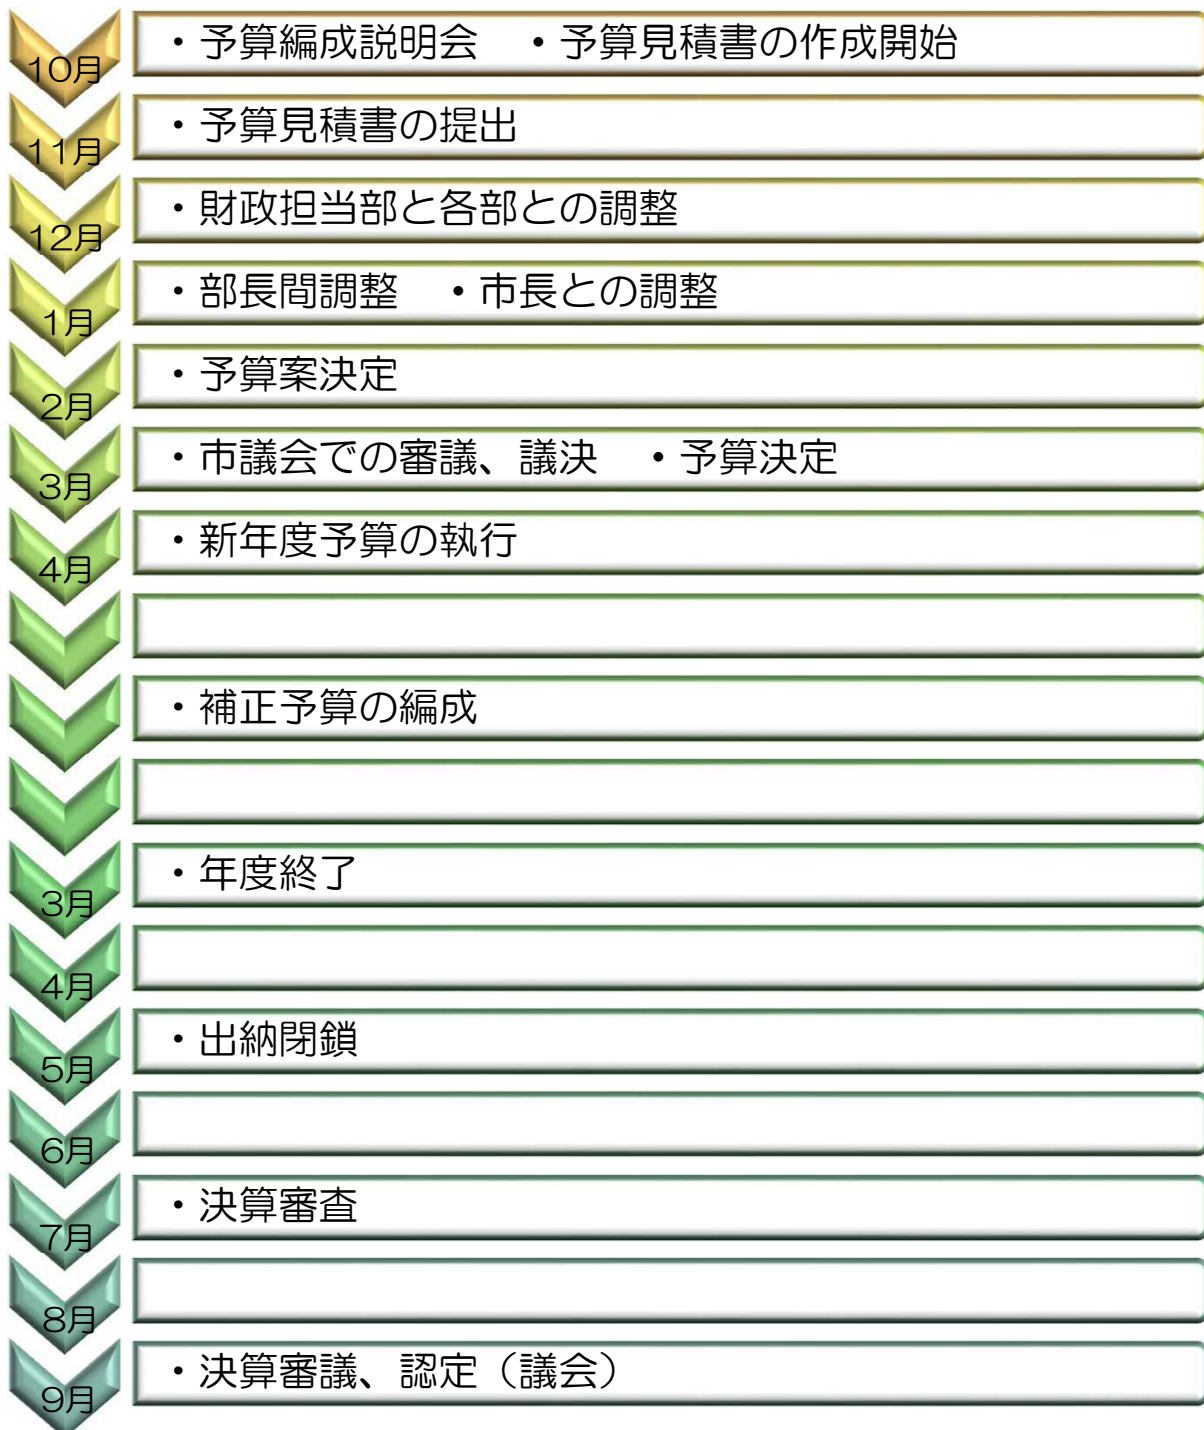 10月 ・予算編成説明会　・予算見積書の作成開始
11月 ・予算見積書の提出
12月 ・財政担当部と各部との調整
1月 ・部長間調整　・市長との調整
2月 ・予算案決定
3月 ・市議会での審議、議決　・予算決定
4月 ・新年度予算の執行
・補正予算の編成
3月 ・年度終了
4月
5月 ・出納閉鎖
6月
7月 ・決算審査
8月
9月 ・決算審議、認定（議会）